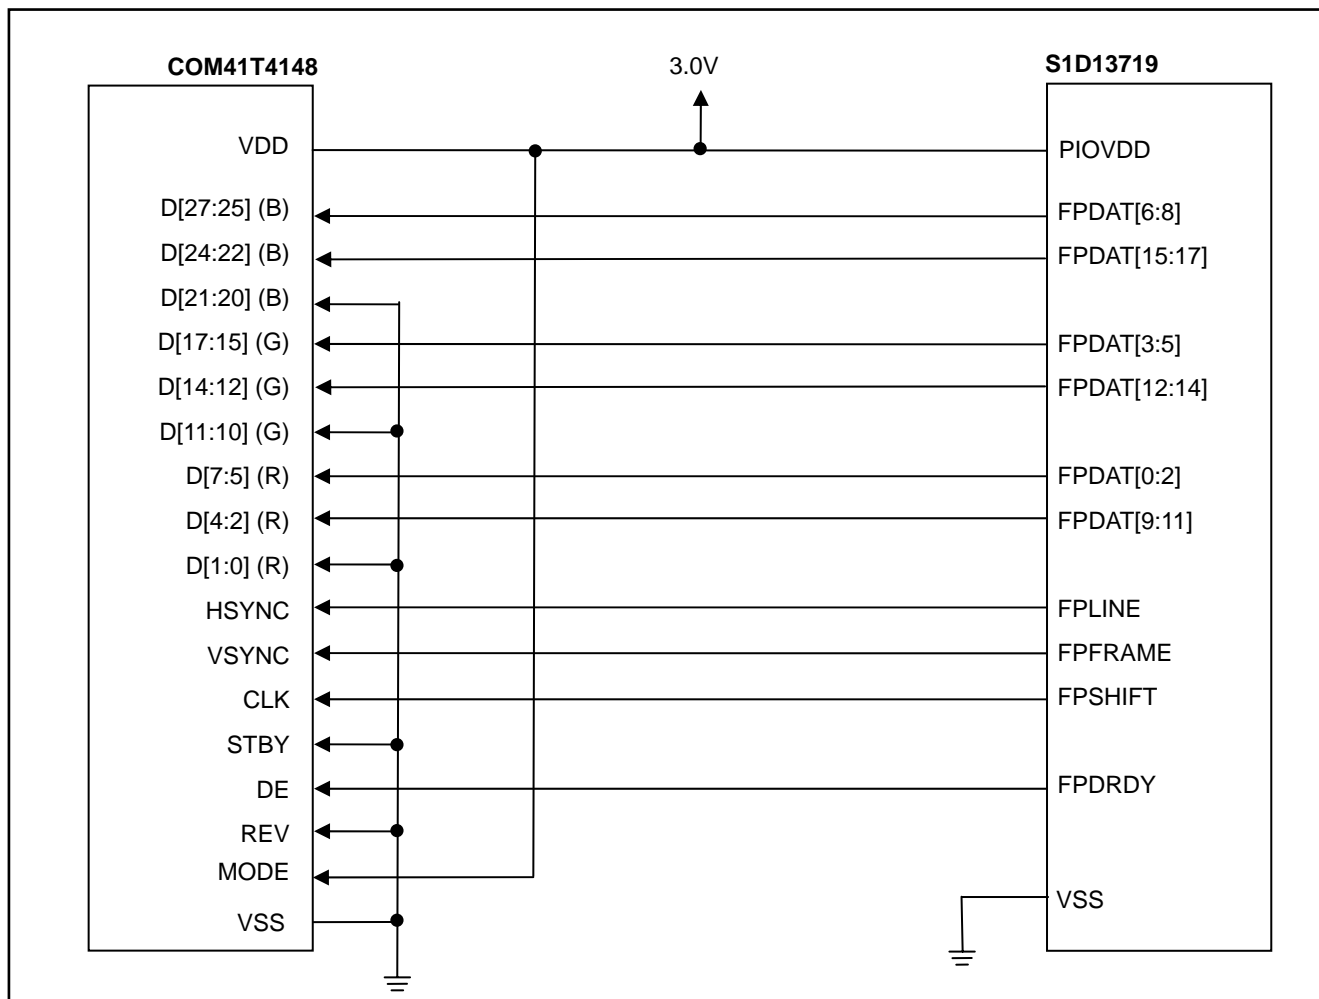 COM41T4148
3.0V
S1D13719
VDD
PIOVDD
D[27:25] (B)
FPDAT[6:8]
D[24:22] (B)
FPDAT[15:17]
D[21:20] (B)
D[17:15] (G)
FPDAT[3:5]
D[14:12] (G)
FPDAT[12:14]
D[11:10] (G)
D[7:5] (R)
FPDAT[0:2]
D[4:2] (R)
FPDAT[9:11]
D[1:0] (R)
HSYNC
FPLINE
VSYNC
FPFRAME
CLK
FPSHIFT
STBY
DE
FPDRDY
REV
MODE
VSS
VSS